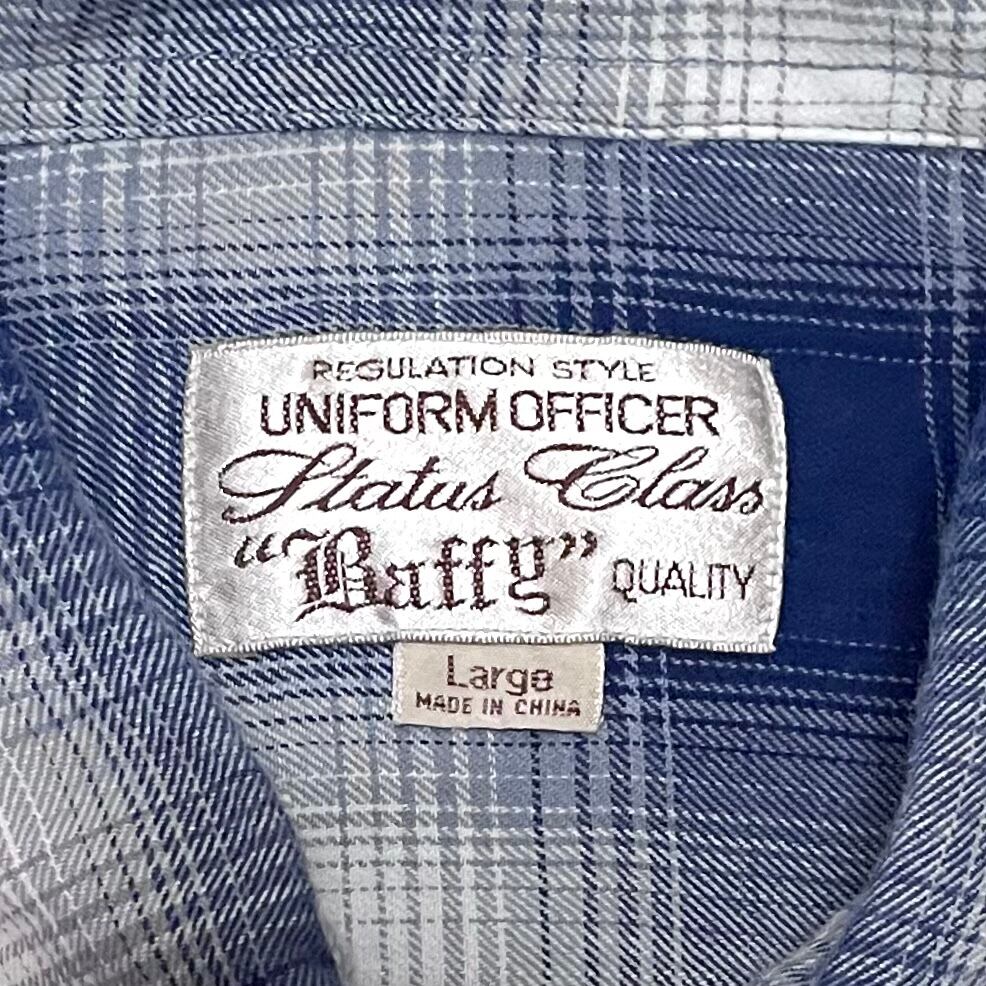 REGULATION STYLE
UNIFORM OFFICER
Status Class
“Baffy” QUALITY
Large
MADE IN CHINA